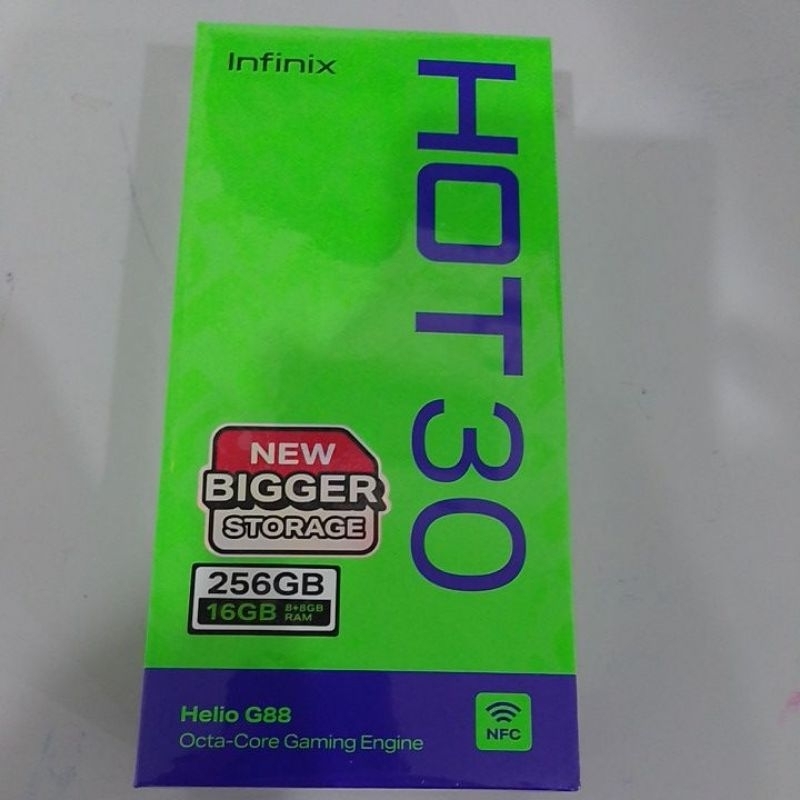 Infinix
HOT 30
NEW
BIGGER
STORAGE
256GB
16GB 8+8GB
RAM
Helio G88
Octa-Core Gaming Engine
NFC